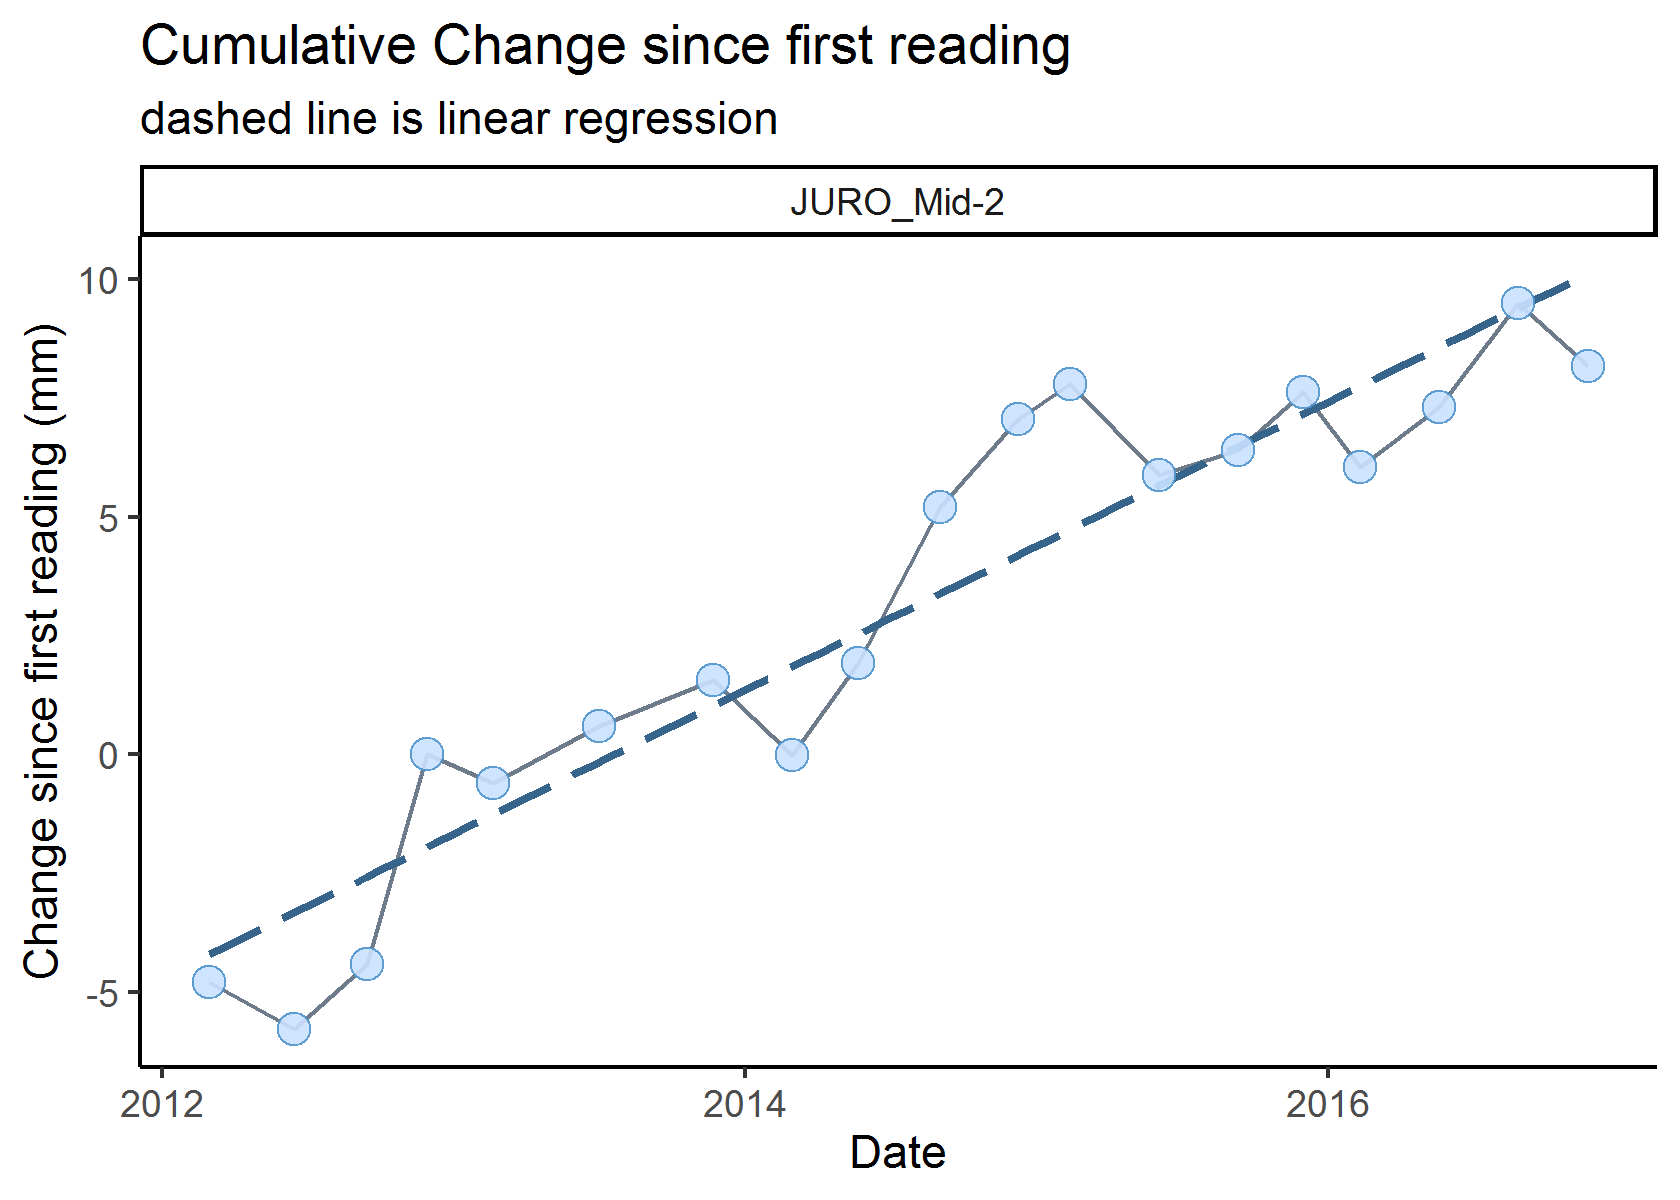 Cumulative Change since first reading
dashed line is linear regression
JURO_Mid-2
Change since first reading (mm)
10
5
0
-5
2012
2014
2016
Date